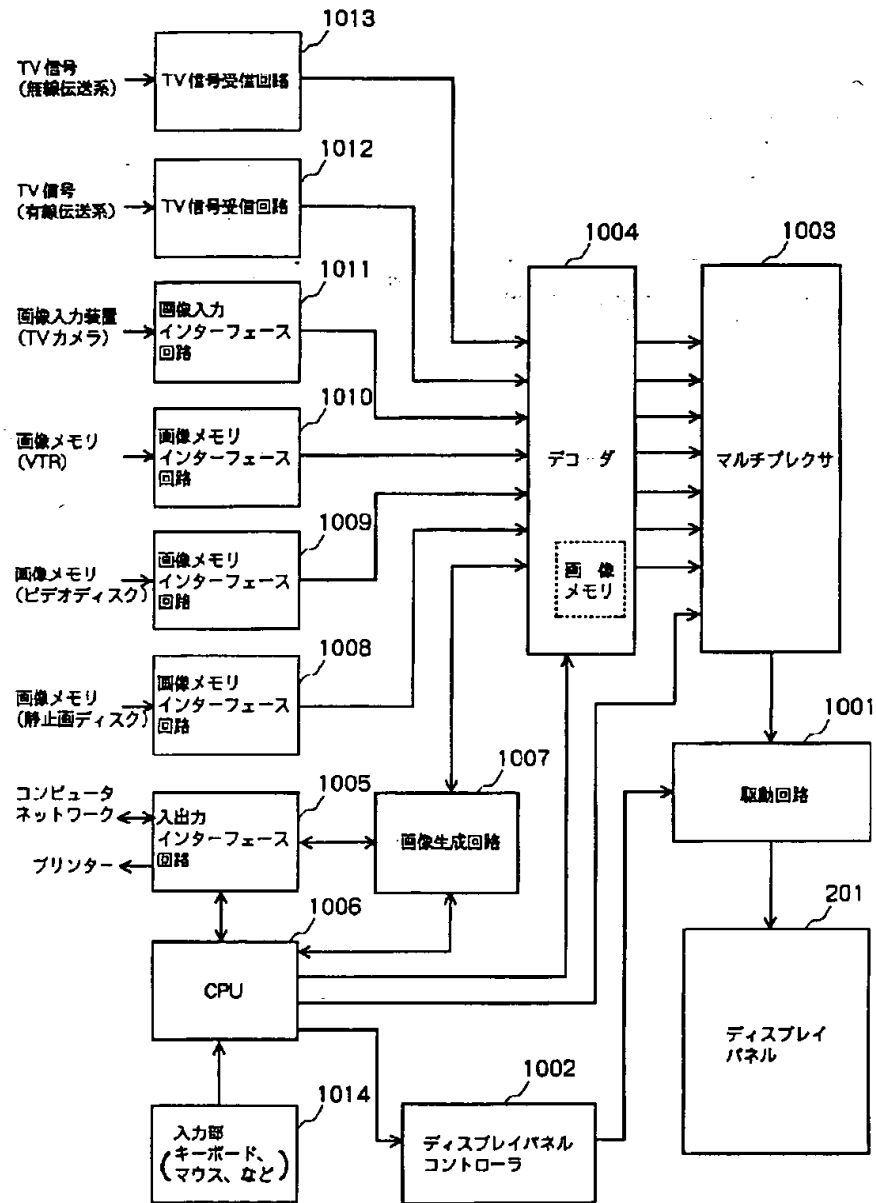 1013
TV信号
(無線伝送系)
TV信号受信回路
1012
TV信号
(有線伝送系)
TV信号受信回路
1004
1003
1011
画像入力装置
(TVカメラ)
画像入力
インターフェース
回路
1010
画像メモリ
(VTR)
画像メモリ
インターフェース
回路
デコーダ
マルチプレクサ
1009
画像メモリ
(ビデオディスク)
画像メモリ
インターフェース
回路
画像
メモリ
1008
画像メモリ
(静止画ディスク)
画像メモリ
インターフェース
回路
1007
1001
1005
コンピュータ
ネットワーク
プリンター
入出力
インターフェース
回路
画像生成回路
駆動回路
1006
201
CPU
ディスプレイ
パネル
1014
1002
入力部
(キーボード、
マウス、など)
ディスプレイパネル
コントローラ